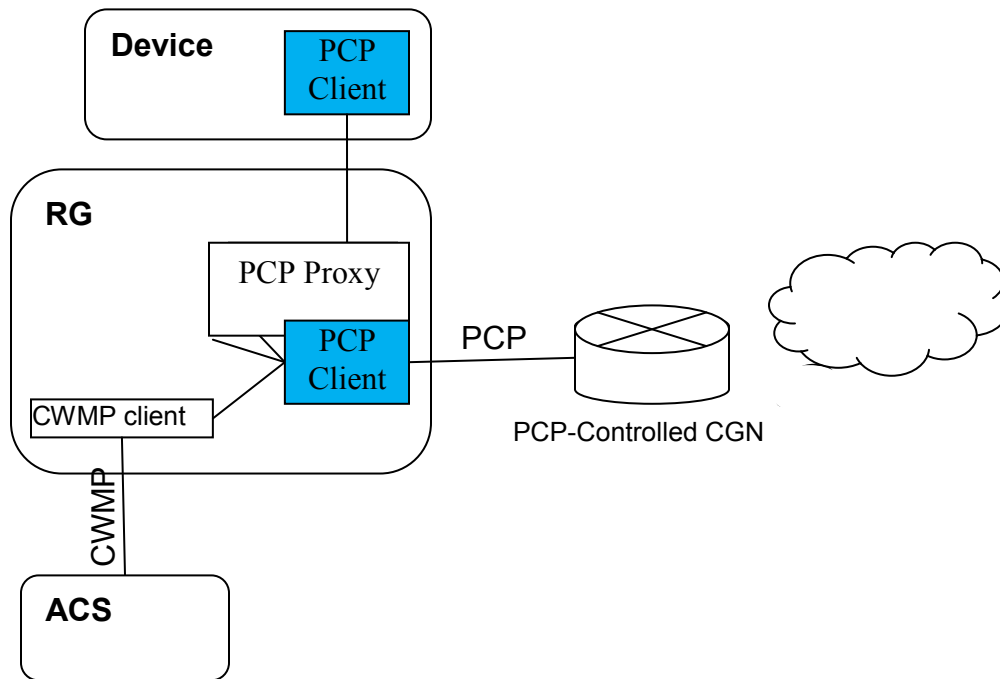 Device
PCP
Client
RG
PCP Proxy
PCP
Client
PCP
CWMP client
PCP-Controlled CGN
CWMP
ACS